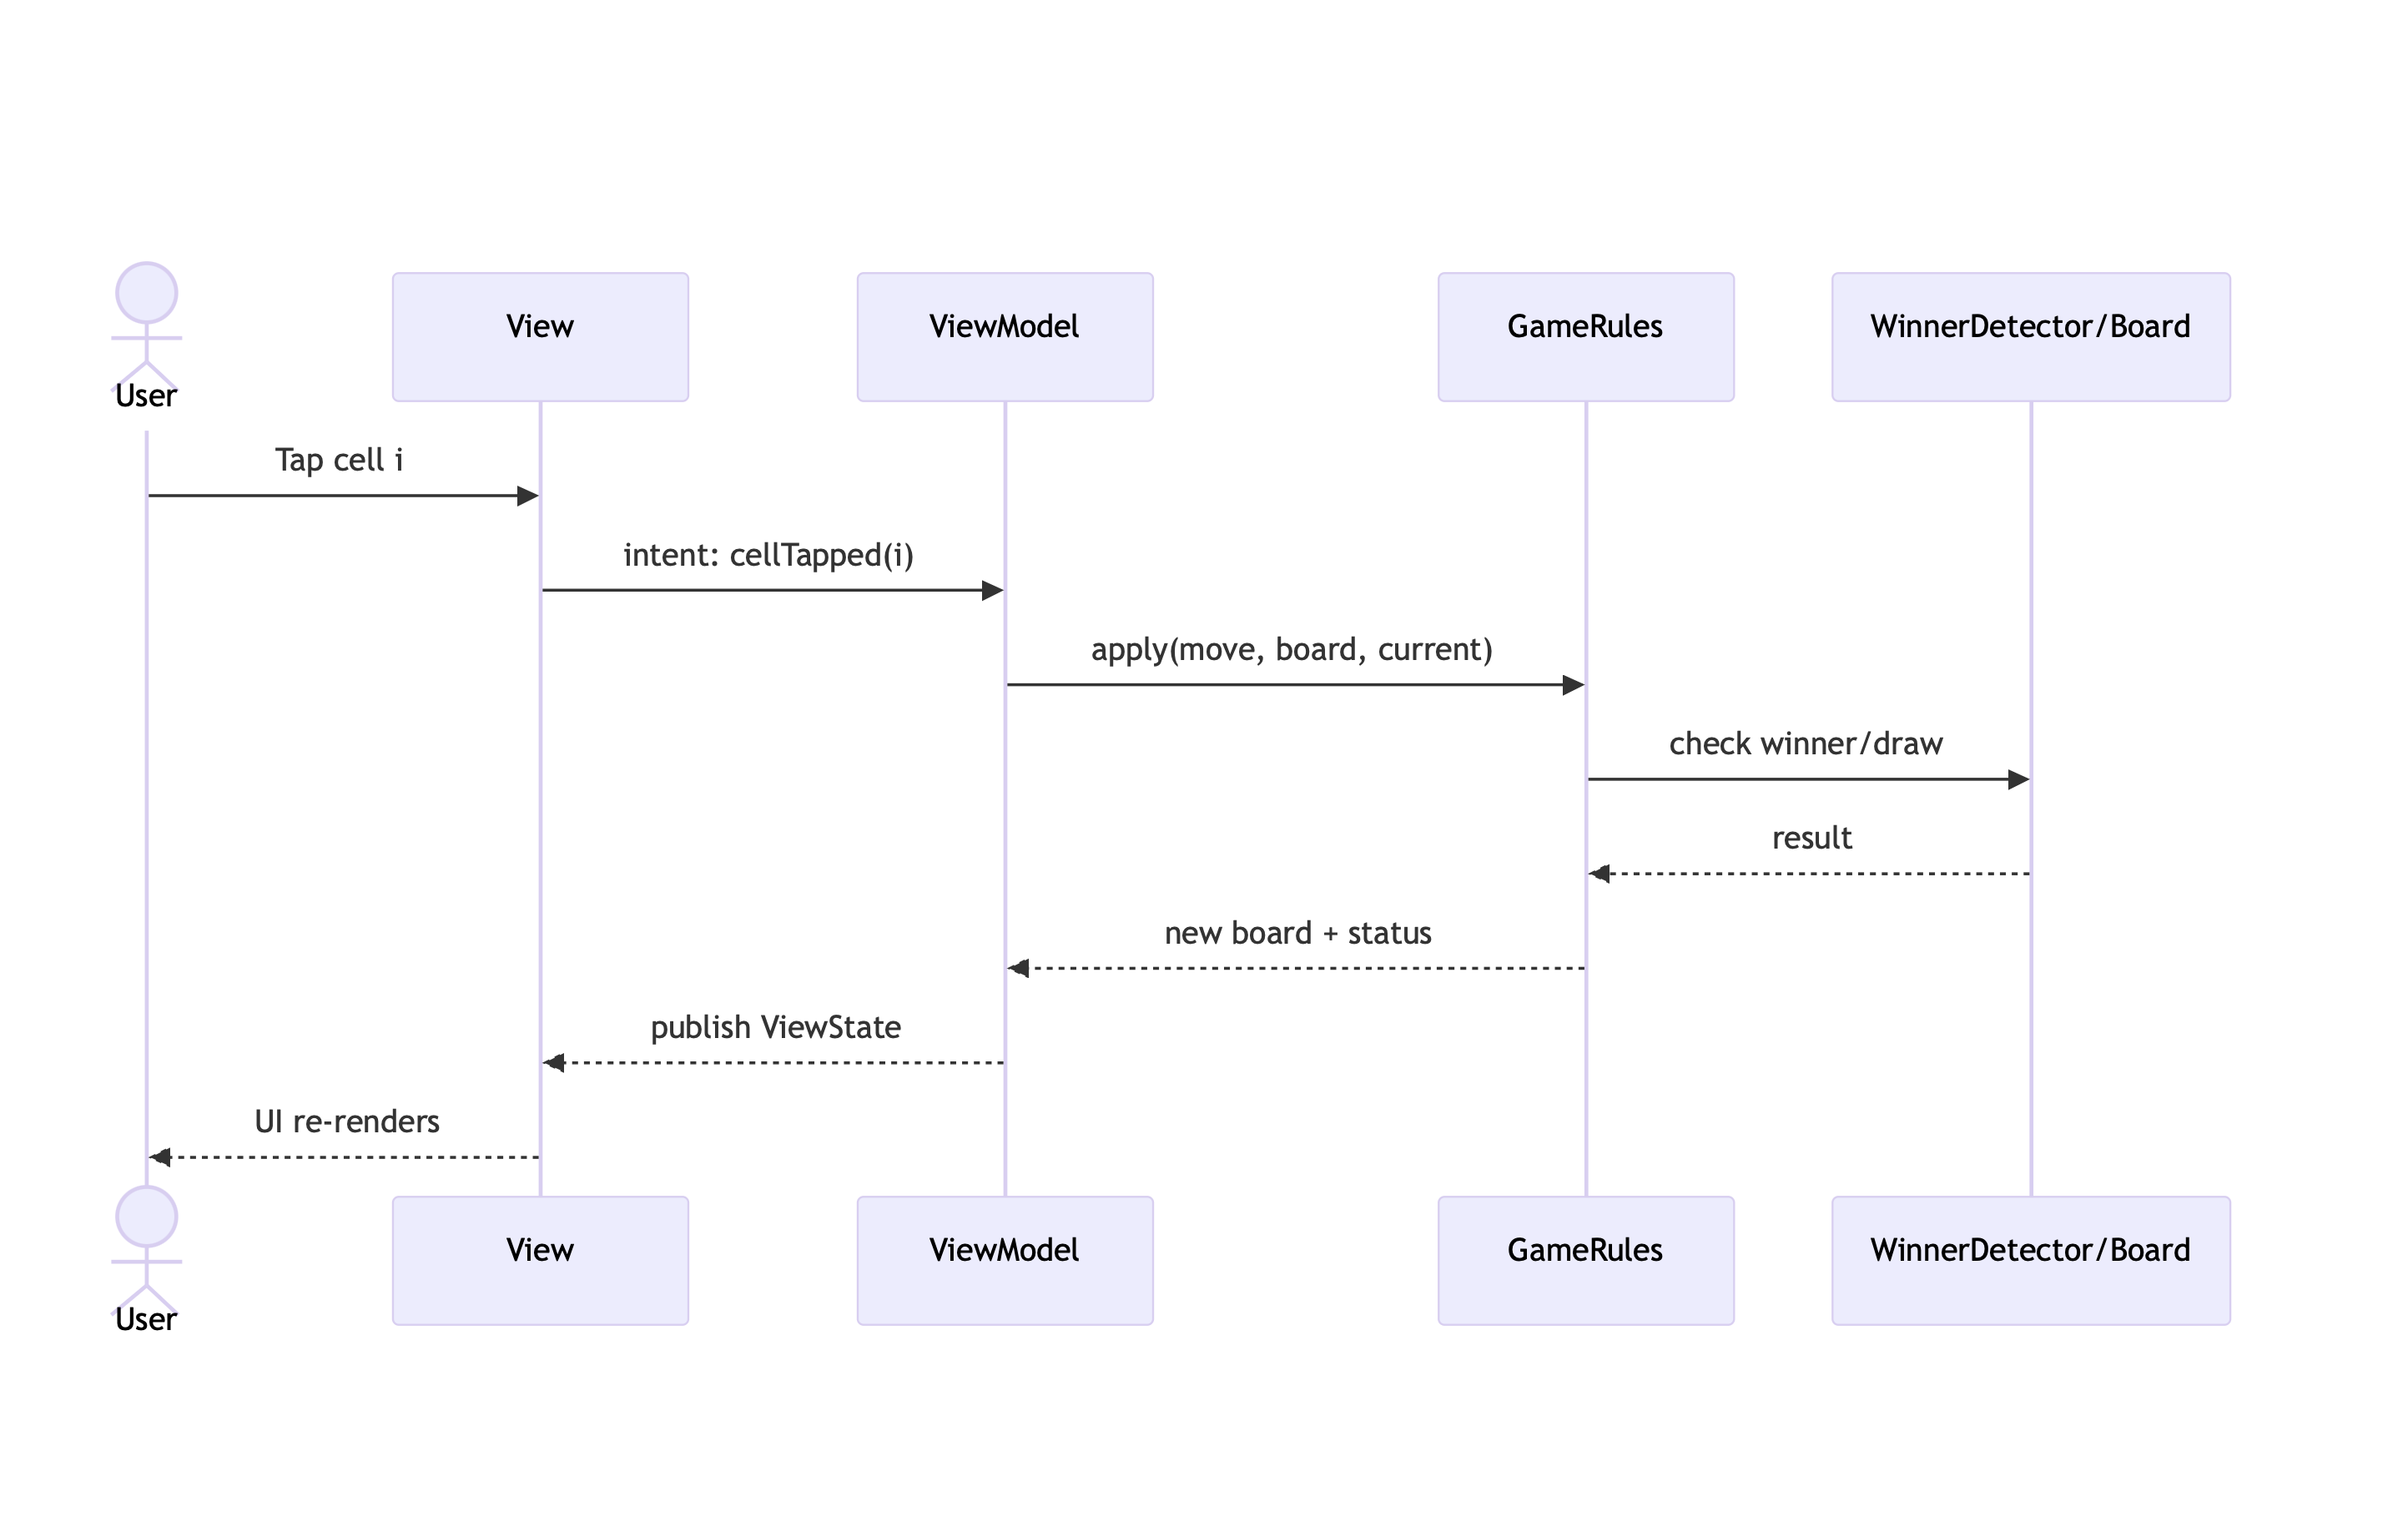 User
View
ViewModel
GameRules
WinnerDetector/Board
Tap cell i
intent: cellTapped(i)
apply(move, board, current)
check winner/draw
result
new board + status
publish ViewState
UI re-renders
User
View
ViewModel
GameRules
WinnerDetector/Board